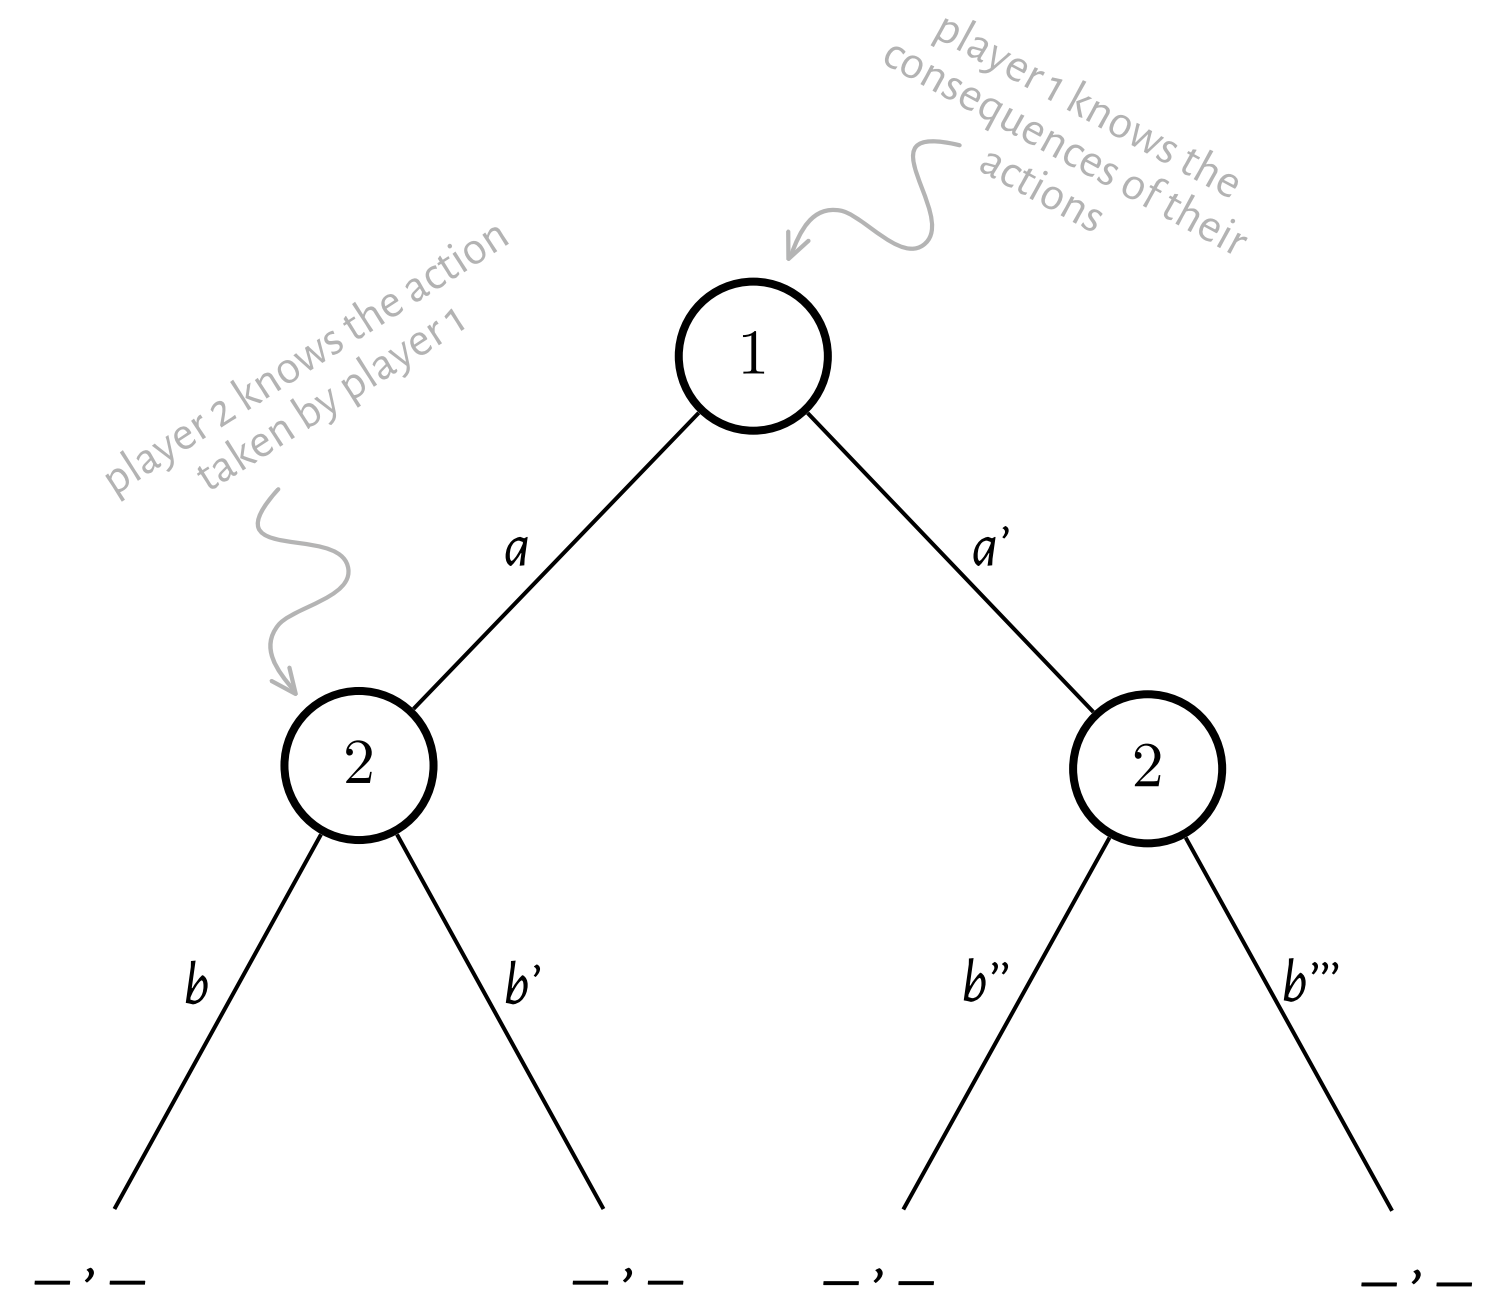 player 1 knows the
consequences of their
actions
player 2 knows the action
taken by player 1
1
a
a’
2
2
b
b’
b’’
b’’’
_ , _
_ , _
_ , _
_ , _